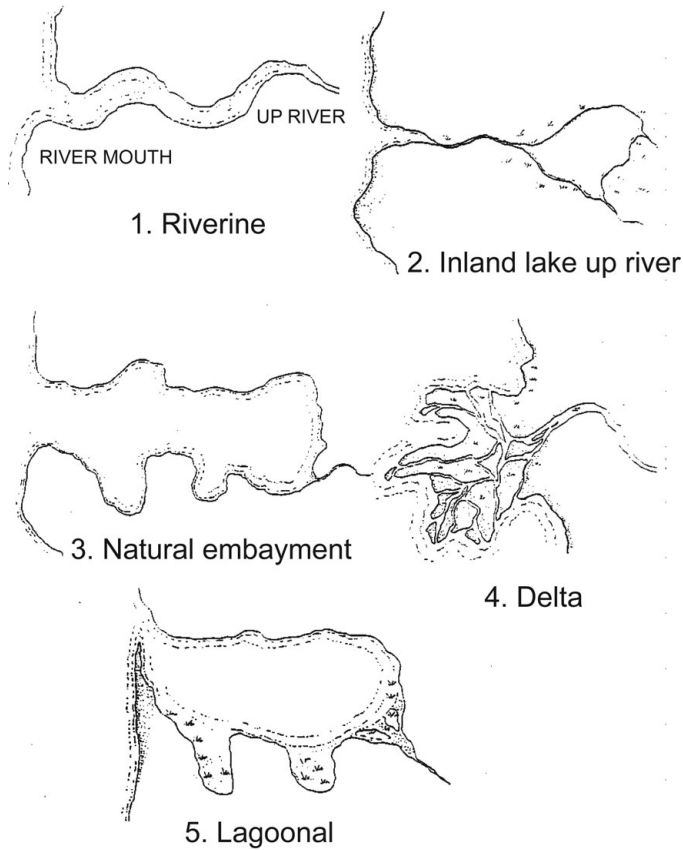 UP RIVER
RIVER MOUTH
1. Riverine
2. Inland lake up river
3. Natural embayment
4. Delta
5. Lagoonal